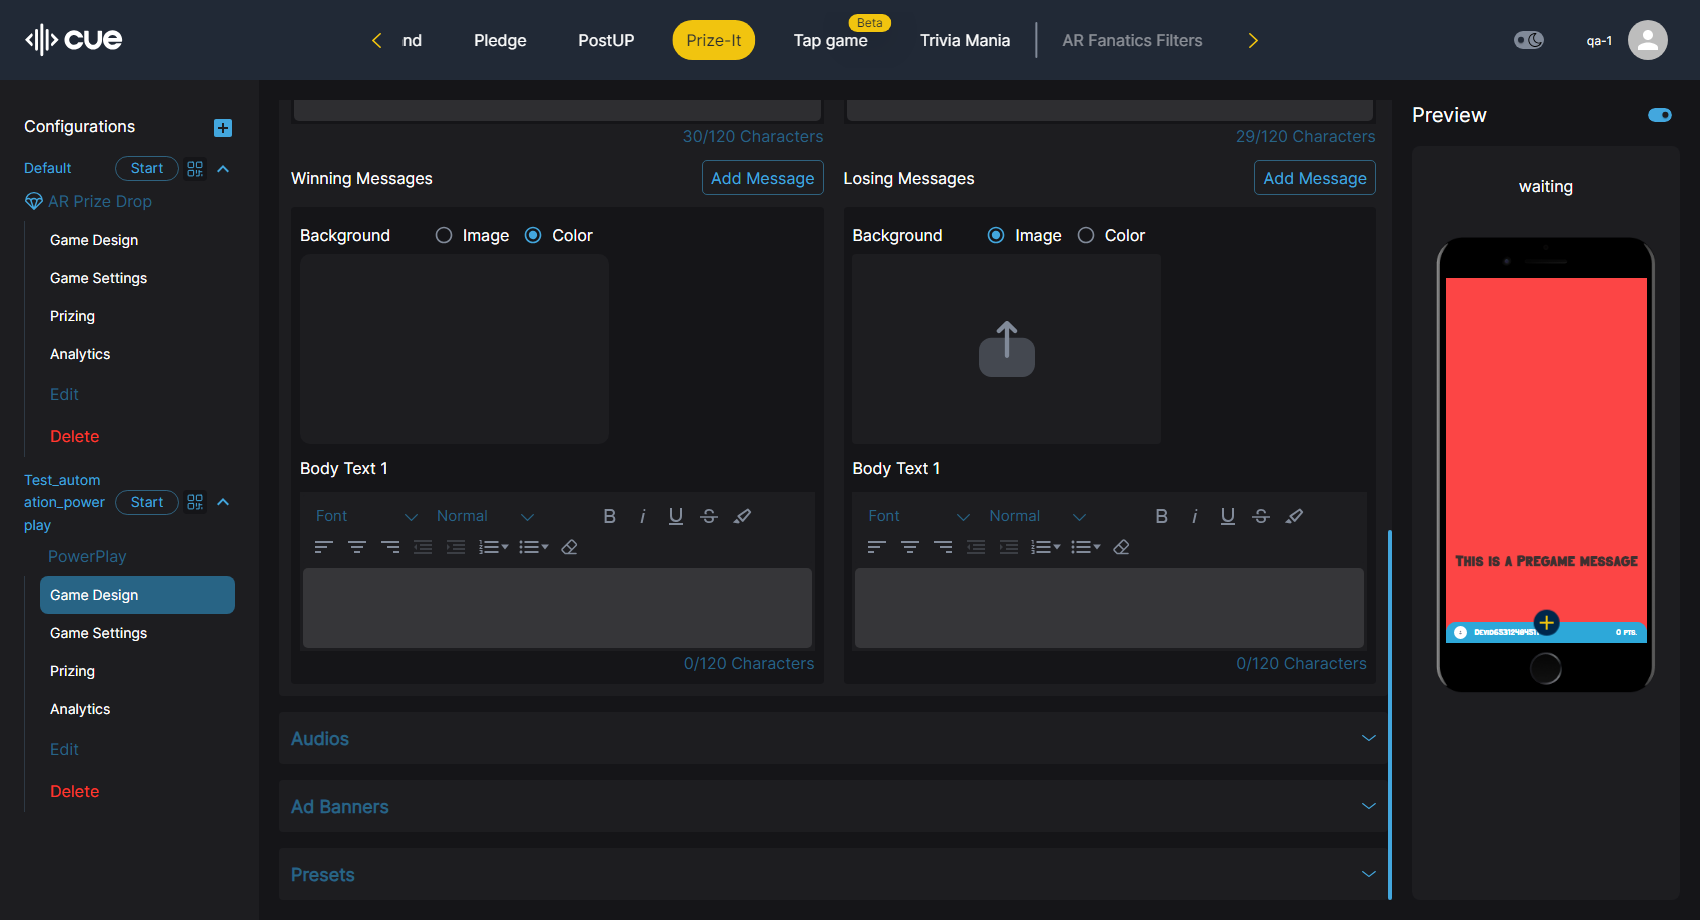 cue
nd
Pledge
PostUP
Prize-It
Beta
Tap game
Trivia Mania
AR Fanatics Filters
qa-1
Configurations
Default
Start
AR Prize Drop
Game Design
Game Settings
Prizing
Analytics
Edit
Delete
Test_autom
ation_power
play
Start
PowerPlay
Game Design
Game Settings
Prizing
Analytics
Edit
Delete
30/120 Characters
29/120 Characters
Winning Messages
Add Message
Losing Messages
Add Message
Background
Image
Color
Background
Image
Color
Body Text 1
Body Text 1
Font
Normal
B
i
U
S
Font
Normal
B
i
U
S
0/120 Characters
0/120 Characters
Audios
Ad Banners
Presets
Preview
waiting
This is a Pregame message
0 pts.